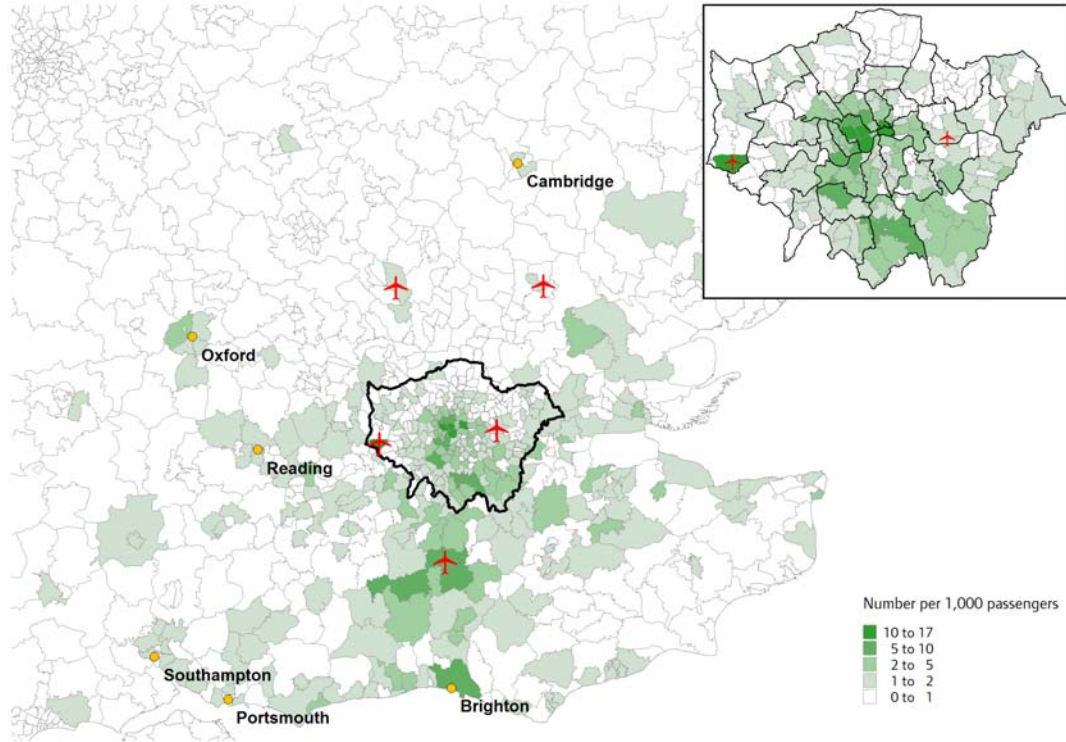 Cambridge
Oxford
Reading
Southampton
Portsmouth
Brighton
Number per 1,000 passengers
10 to 17
5 to 10
2 to 5
1 to 2
0 to 1